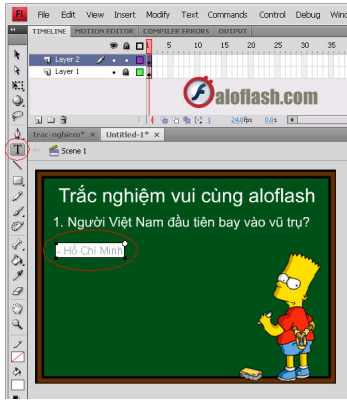 FL File Edit View Insert Modify Text Commands Control Debug Wind
TIMELINE MOTION EDITOR COMPILER ERRORS OUTPUT
1 5 10 15 20 25 30 35
Layer 2
Layer 1
aloflash.com
1 24.0fps 0.0s
trac-nghiem* × Untitled-1* ×
Scene 1
T
Trắc nghiệm vui cùng aloflash
1. Người Việt Nam đầu tiên bay vào vũ trụ?
- Hồ Chí Minh